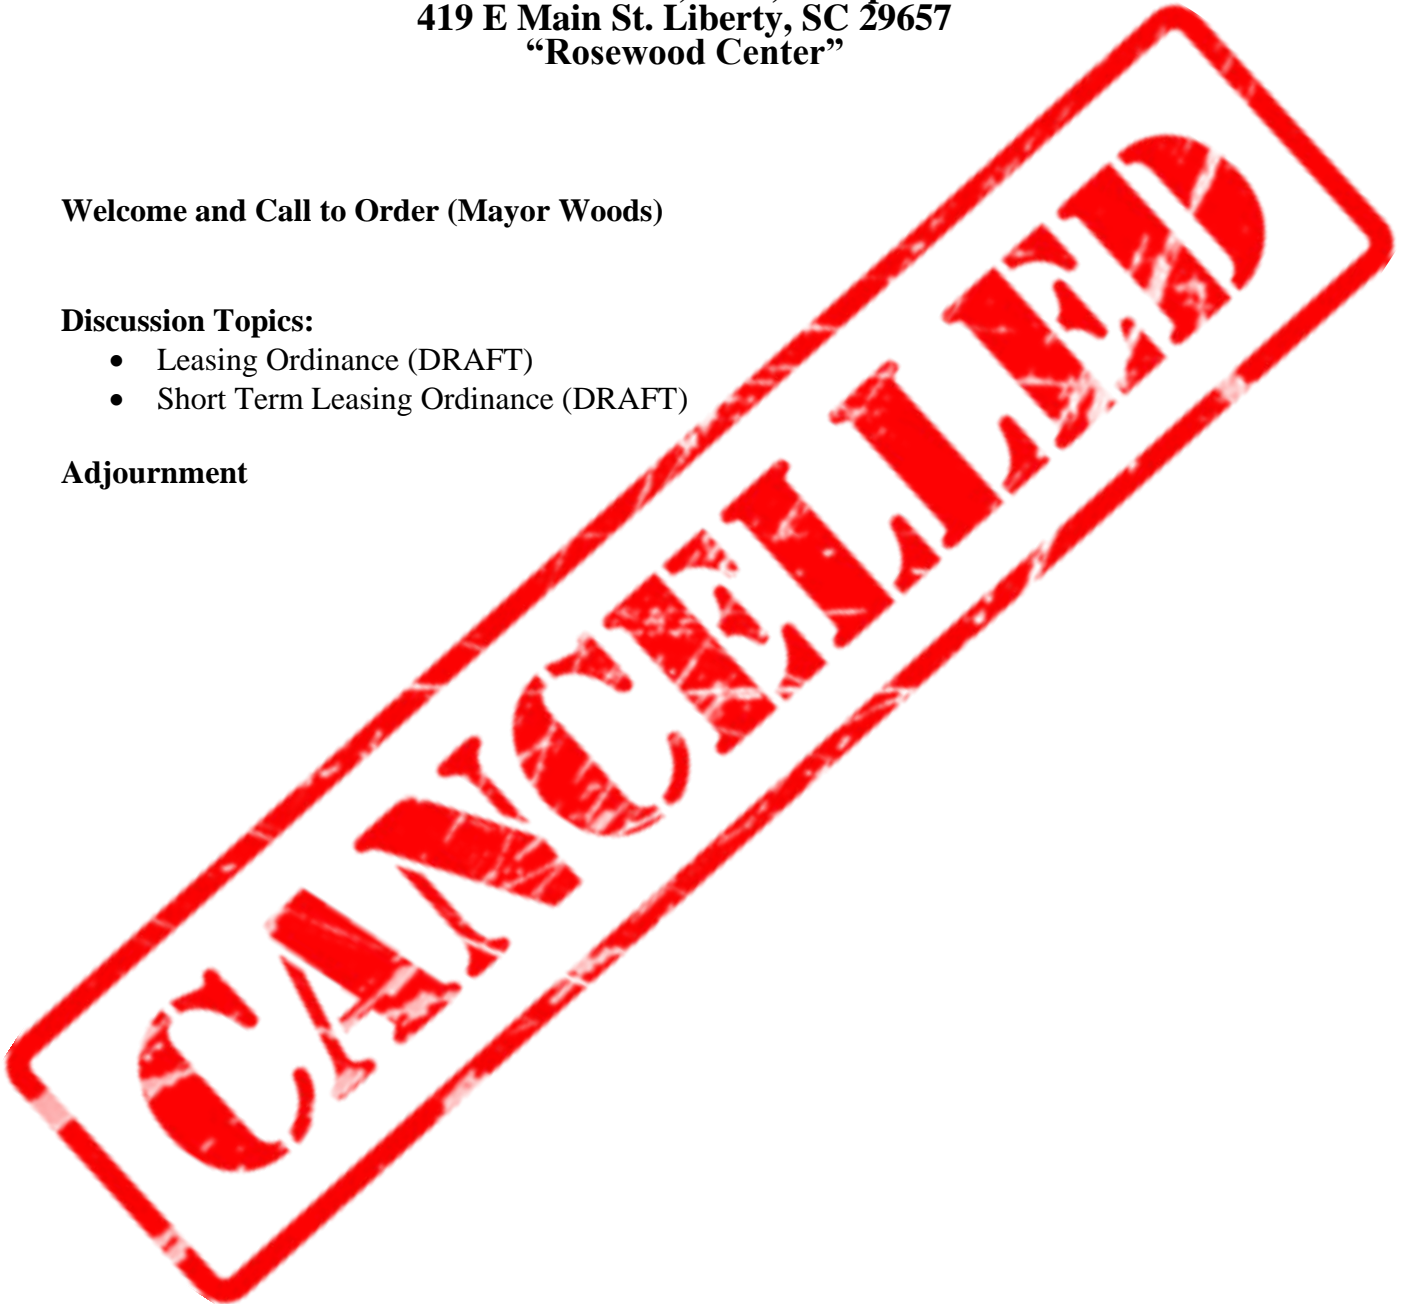 419 E Main St. Liberty, SC 29657
“Rosewood Center”
Welcome and Call to Order (Mayor Woods)
Discussion Topics:
• Leasing Ordinance (DRAFT)
• Short Term Leasing Ordinance (DRAFT)
Adjournment
CANCELLED